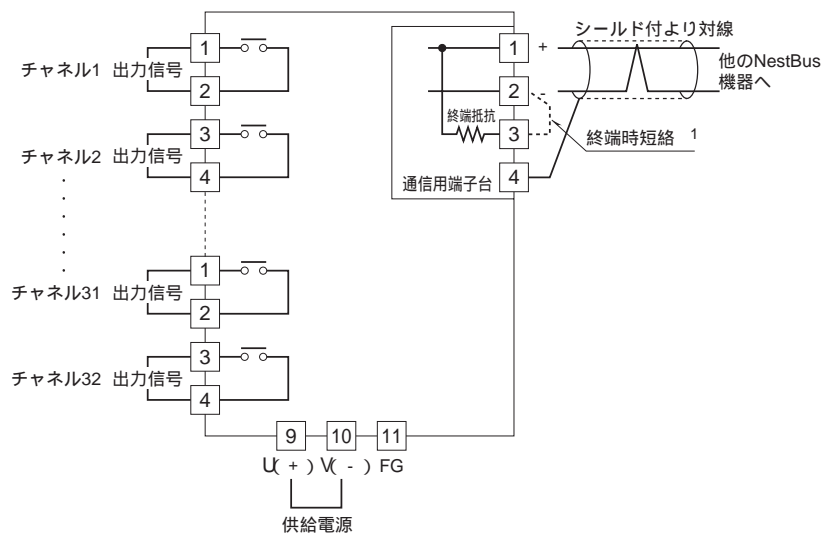 チャネル1 出力信号
1
2
チャネル2 出力信号
3
4
チャネル31 出力信号
1
2
チャネル32 出力信号
3
4
シールド付より対線
1 +
2 -
終端抵抗
3
通信用端子台 4
終端時短絡 1
他のNestBus
機器へ
9 10 11
U( + ) V( - ) FG
供給電源